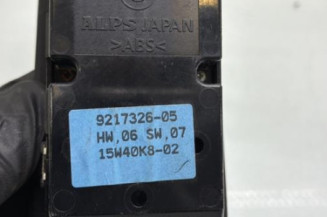 ALPS JAPAN
>ABS<
9217326-05
HW,06 SW,07
15W40K8-02